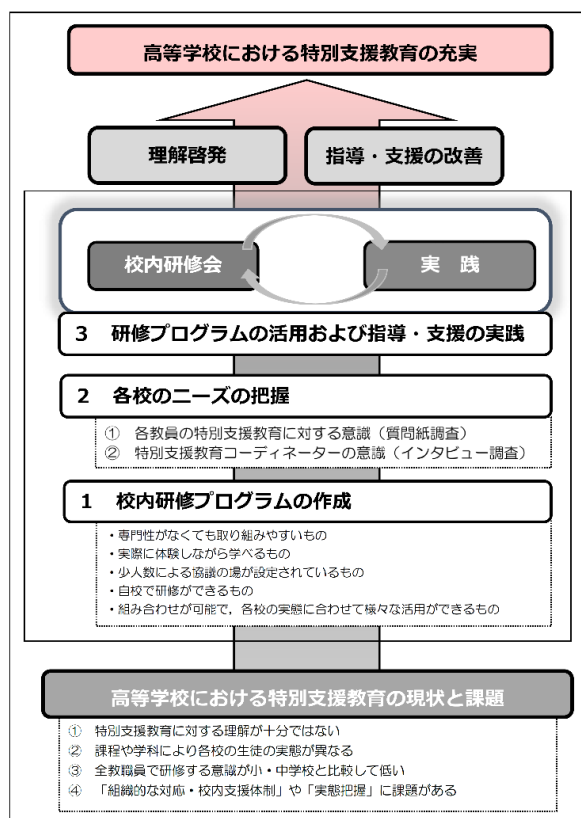 高等学校における特別支援教育の充実
理解啓発
指導・支援の改善
校内研修会
実　践
3　研修プログラムの活用および指導・支援の実践
2　各校のニーズの把握
①　各教員の特別支援教育に対する意識（質問紙調査）
②　特別支援教育コーディネーターの意識（インタビュー調査）
1　校内研修プログラムの作成
・専門性がなくても取り組みやすいもの
・実際に体験しながら学べるもの
・少人数による協議の場が設定されているもの
・自校で研修ができるもの
・組み合わせが可能で，各校の実態に合わせて様々な活用ができるもの
高等学校における特別支援教育の現状と課題
①　特別支援教育に対する理解が十分ではない
②　課程や学科により各校の生徒の実態が異なる
③　全教職員で研修する意識が小・中学校と比較して低い
④　「組織的な対応・校内支援体制」や「実態把握」に課題がある